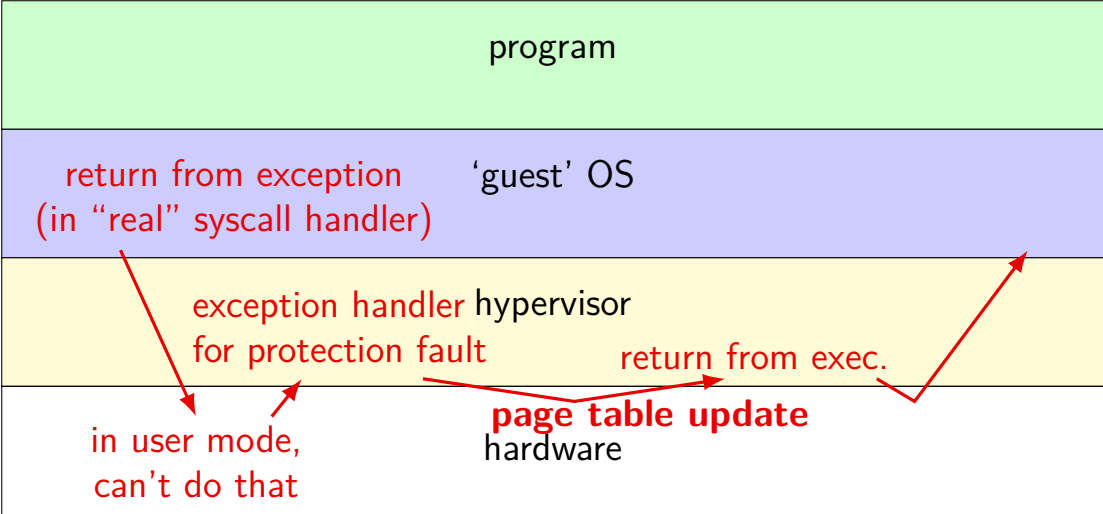 program
return from exception
(in “real” syscall handler)
‘guest’ OS
exception handler
for protection fault
hypervisor
return from exec.
page table update
in user mode,
can't do that
hardware